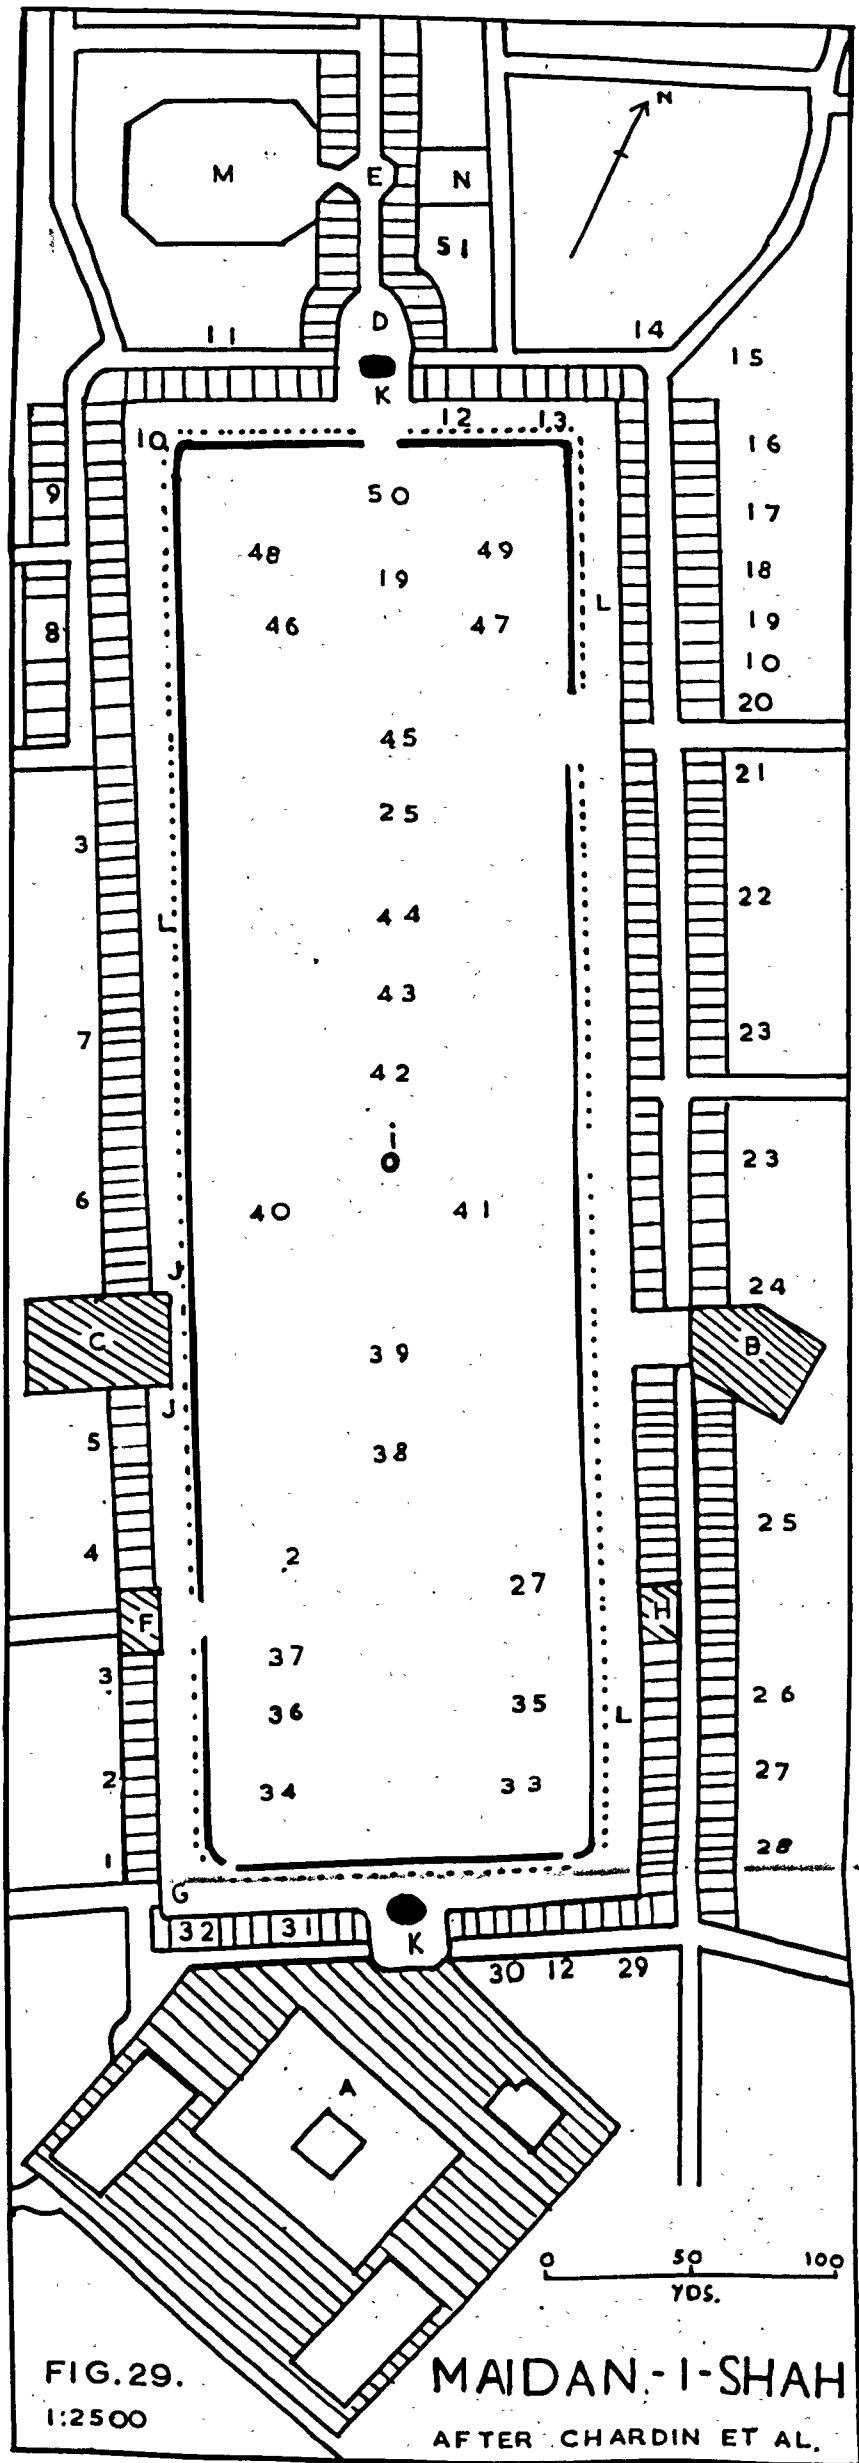 N
M E N
51
D
11 14
15
K
12 13
10 16
9 50
17
48 49
19 18
L
46 47 19
8
10
20
45
21
25
3
22
44
L
43
7 23
42
i
23
6 40 41
J
24
C 39 B
J
5 38
25
4 2
27
F H
37
3 26
36 35 L
27
2 34 33
28
1
G
32 31 K
30 12 29
A
0 50 100
YDS.
FIG.29. MAIDAN.-I-SHAH
1:2500
AFTER CHARDIN ET AL.